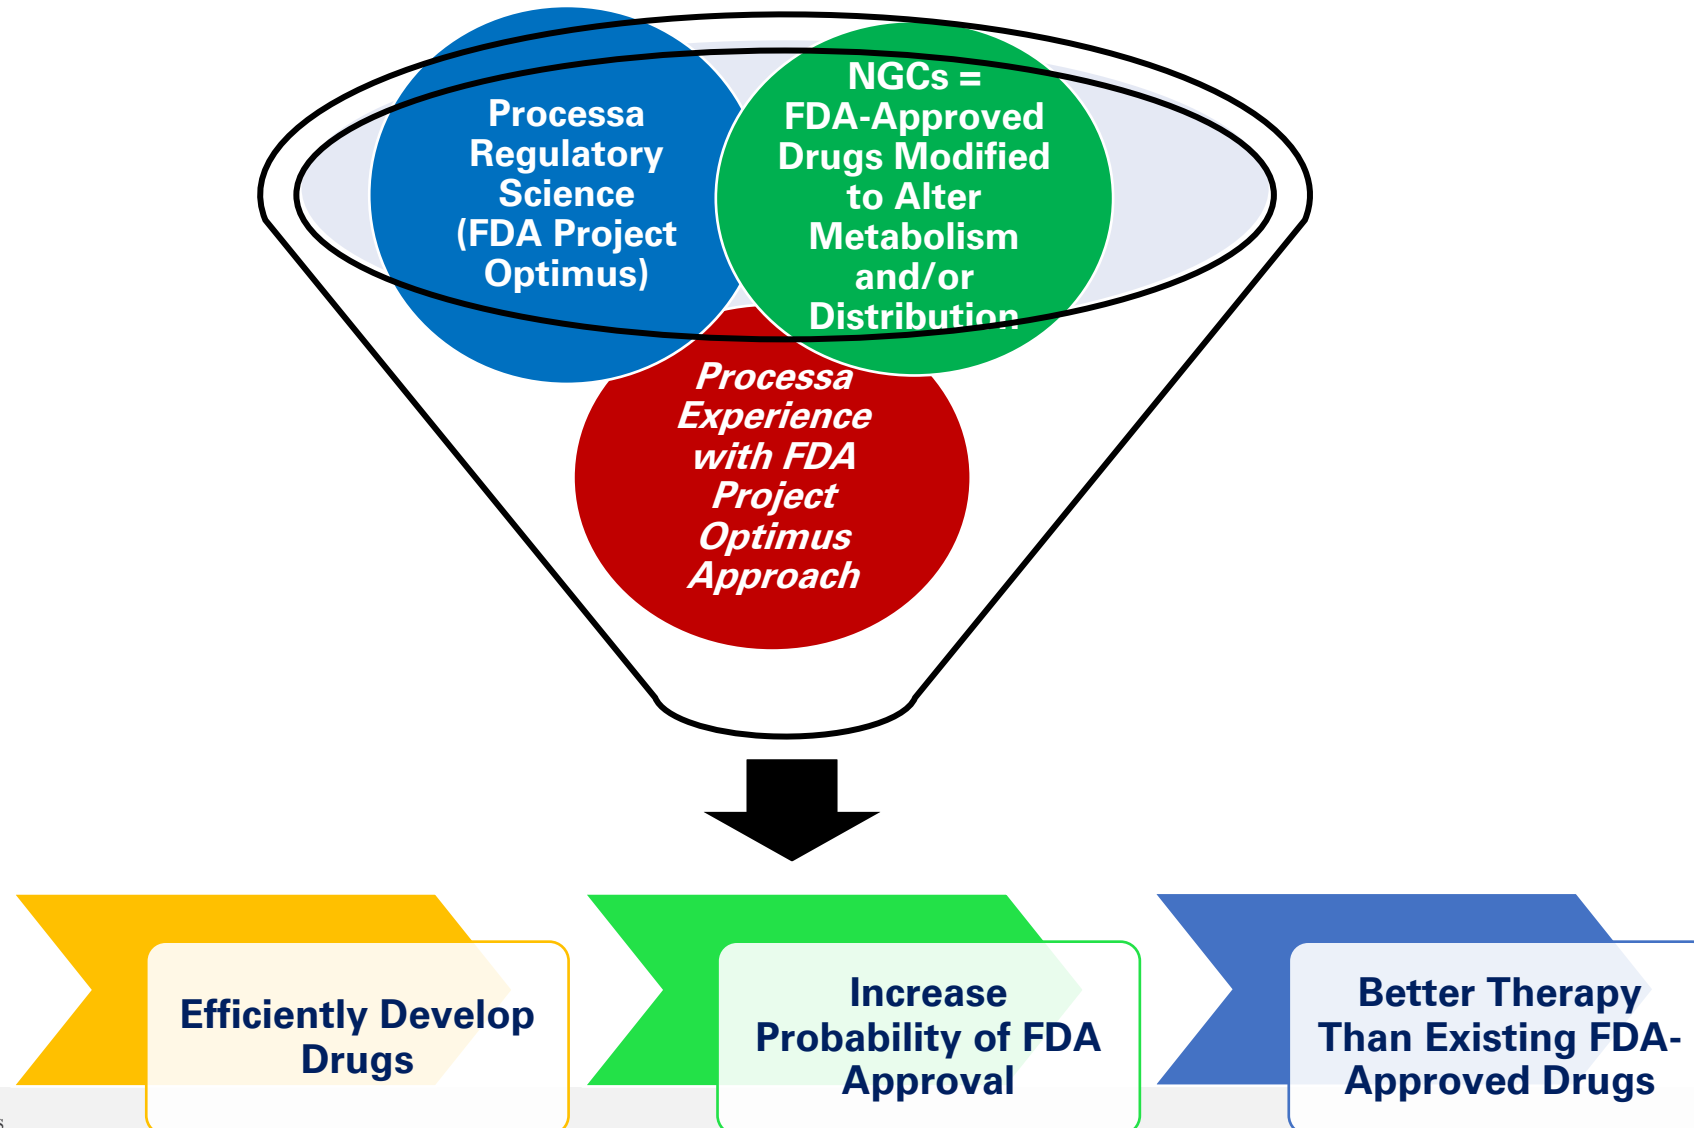 Processa
Regulatory
Science
(FDA Project
Optimus)
NGCs =
FDA-Approved
Drugs Modified
to Alter
Metabolism
and/or
Distribution
Processa
Experience
with FDA
Project
Optimus
Approach
Efficiently Develop
Drugs
Increase
Probability of FDA
Approval
Better Therapy
Than Existing FDA-
Approved Drugs
s